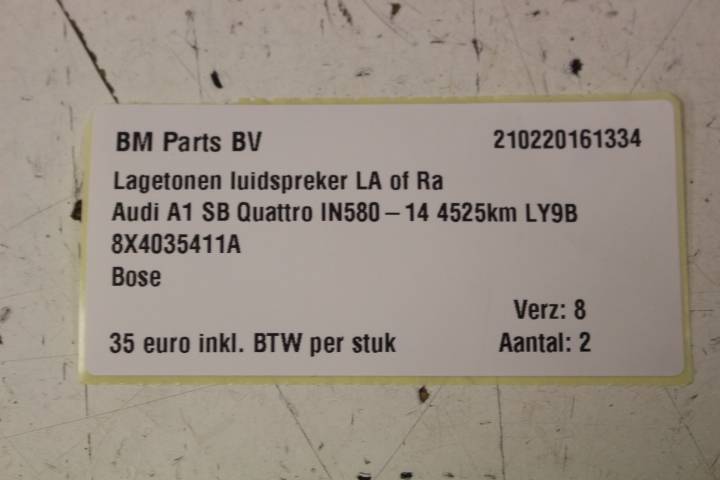 BM Parts BV 210220161334
Lagetonen luidspreker LA of Ra
Audi A1 SB Quattro IN580-14 4525km LY9B
8X4035411A
Bose
Verz: 8
35 euro inkl. BTW per stuk Aantal: 2